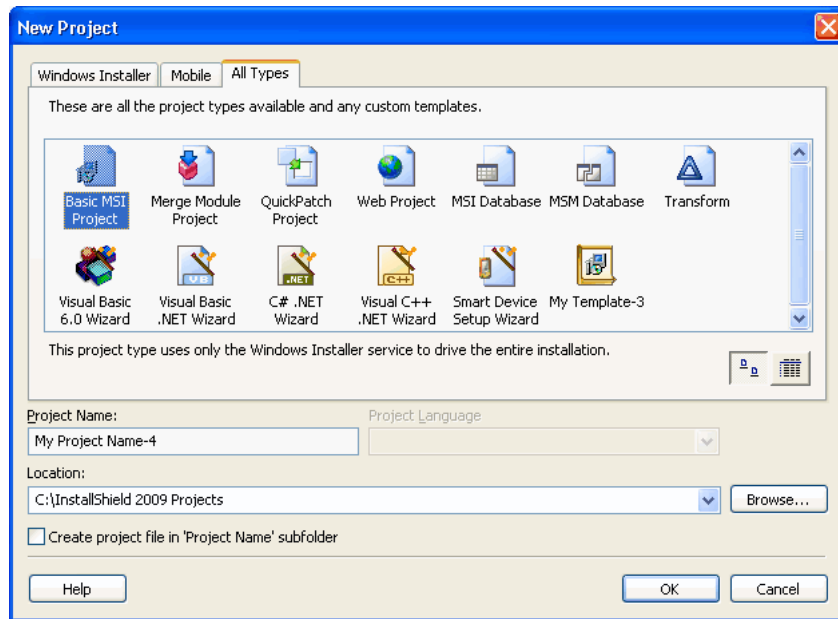 New Project
Windows Installer Mobile All Types
These are all the project types available and any custom templates.
Basic MSI Merge Module QuickPatch Web Project MSI Database MSM Database Transform
Project Project Project
VB .NET C++
Visual Basic Visual Basic C# .NET Visual C++ Smart Device My Template-3
6.0 Wizard .NET Wizard Wizard .NET Wizard Setup Wizard
This project type uses only the Windows Installer service to drive the entire installation.
Project Name: Project Language
My Project Name-4
Location:
C:\InstallShield 2009 Projects Browse...
Create project file in 'Project Name' subfolder
Help OK Cancel